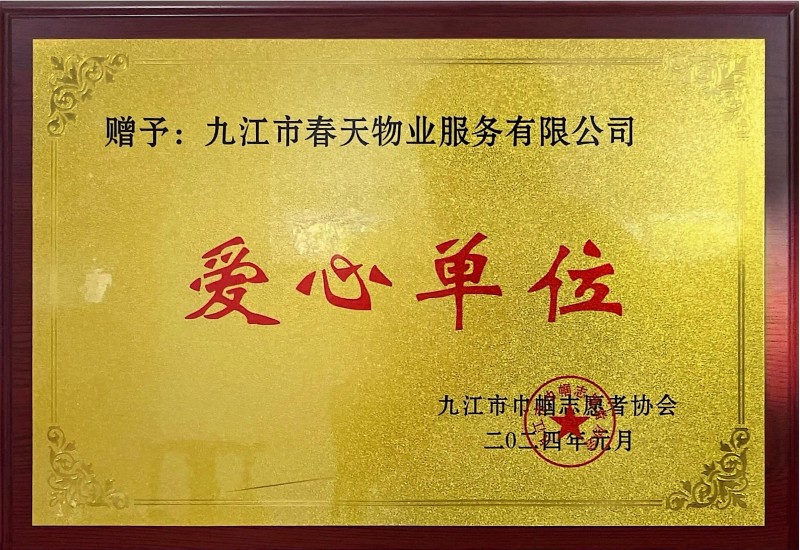 赠予：九江市春天物业服务有限公司
爱心单位
九江市巾帼志愿者协会
二〇二四年元月